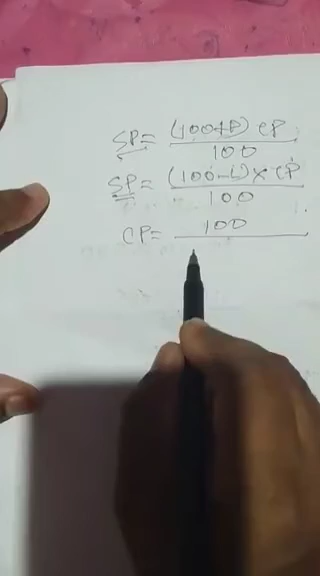 SP = (100+P) CP / 100
SP = (100-L) x CP / 100
CP = 100